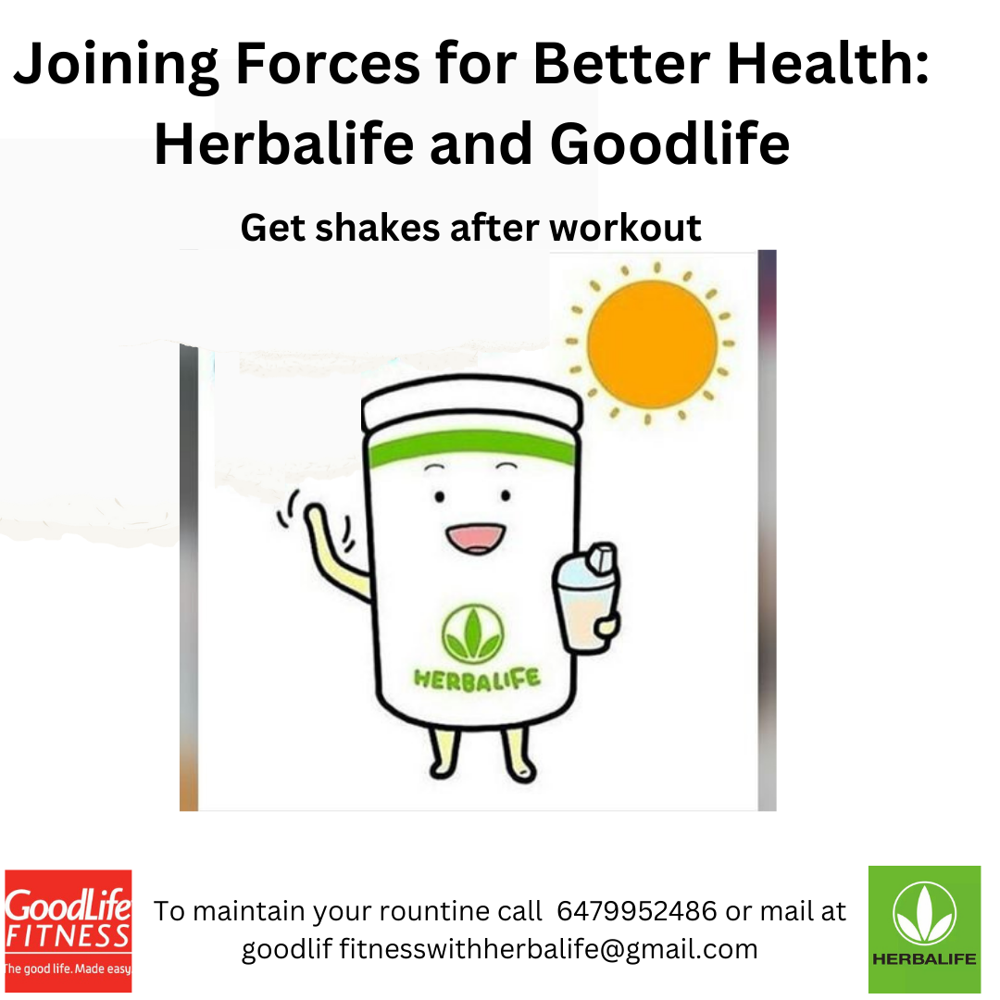 Joining Forces for Better Health:
Herbalife and Goodlife
Get shakes after workout
HERBALIFE
GoodLife
FITNESS
The good life. Made easy
To maintain your rountine call  6479952486 or mail at
goodlif fitnesswithherbalife@gmail.com
HERBALIFE